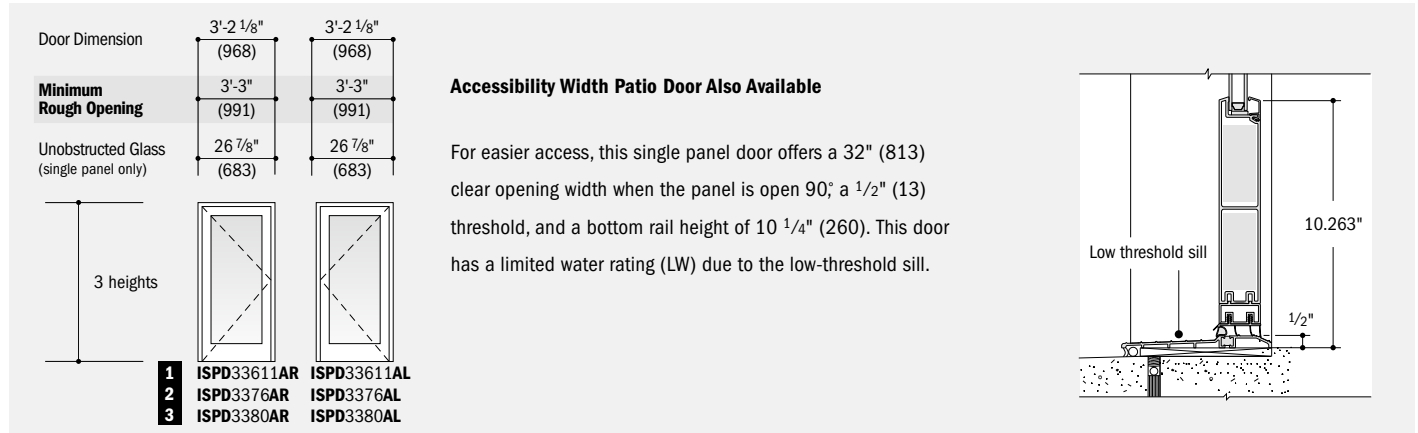 Door Dimension
3'-2 1/8" 3'-2 1/8"
(968) (968)
Minimum
Rough Opening
3'-3" 3'-3"
(991) (991)
Unobstructed Glass
(single panel only)
26 7/8" 26 7/8"
(683) (683)
3 heights
1 ISPD33611AR ISPD33611AL
2 ISPD3376AR ISPD3376AL
3 ISPD3380AR ISPD3380AL
Accessibility Width Patio Door Also Available
For easier access, this single panel door offers a 32" (813)
clear opening width when the panel is open 90°, a 1/2" (13)
threshold, and a bottom rail height of 10 1/4" (260). This door
has a limited water rating (LW) due to the low-threshold sill.
10.263"
Low threshold sill
1/2"